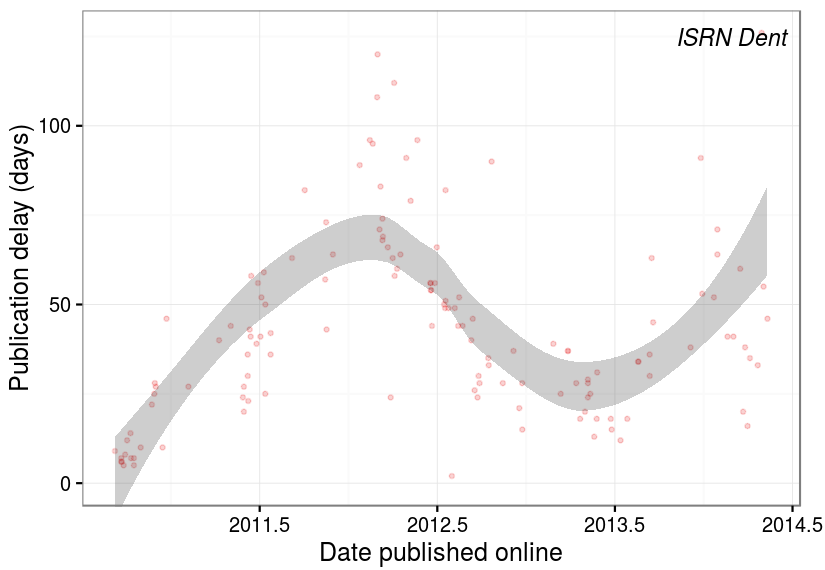 ISRN Dent
Publication delay (days)
100
50
0
2011.5 2012.5 2013.5 2014.5
Date published online